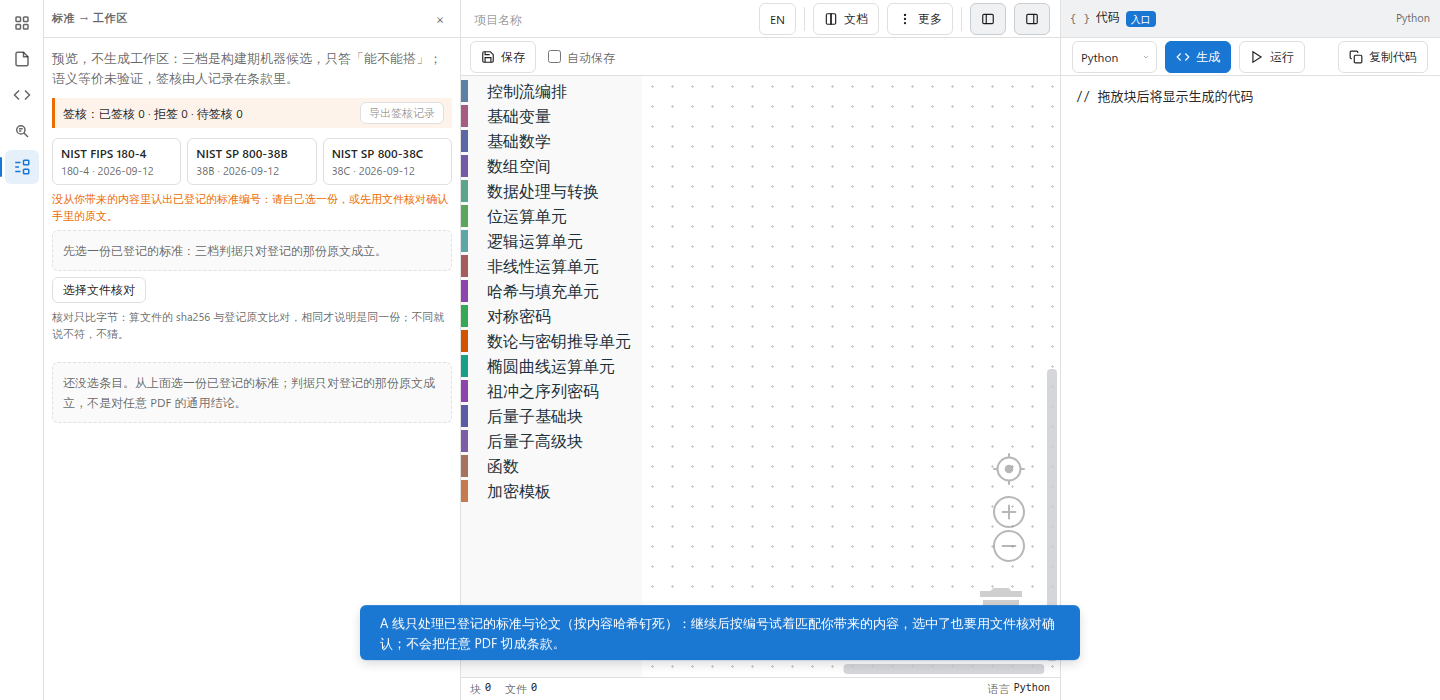 标准 → 工作区
×
预览，不生成工作区：三档是构建期机器候选，只答「能不能搭」；
语义等价未验证，签核由人记录在条款里。
签核：已签核 0 · 拒签 0 · 待签核 0
导出签核记录
NIST FIPS 180-4
180-4 · 2026-09-12
NIST SP 800-38B
38B · 2026-09-12
NIST SP 800-38C
38C · 2026-09-12
没从你带来的内容里认出已登记的标准编号：请自己选一份，或先用文件核对确认
手里的原文。
先选一份已登记的标准：三档判据只对登记的那份原文成立。
选择文件核对
核对只比字节：算文件的 sha256 与登记原文比对，相同才说明是同一份；不同就
说不符，不猜。
还没选条目。从上面选一份已登记的标准；判据只对登记的那份原文成
立，不是对任意 PDF 的通用结论。
项目名称
EN
文档
更多
保存
自动保存
控制流编排
基础变量
基础数学
数组空间
数据处理与转换
位运算单元
逻辑运算单元
非线性运算单元
哈希与填充单元
对称密码
数论与密钥推导单元
椭圆曲线运算单元
祖冲之序列密码
后量子基础块
后量子高级块
函数
加密模板
A 线只处理已登记的标准与论文（按内容哈希钉死）：继续后按编号试着匹配你带来的内容，选中了也要用文件核对确
认；不会把任意 PDF 切成条款。
块 0 文件 0
语言 Python
{ } 代码 入口
Python
Python
生成
运行
复制代码
// 拖放块后将显示生成的代码